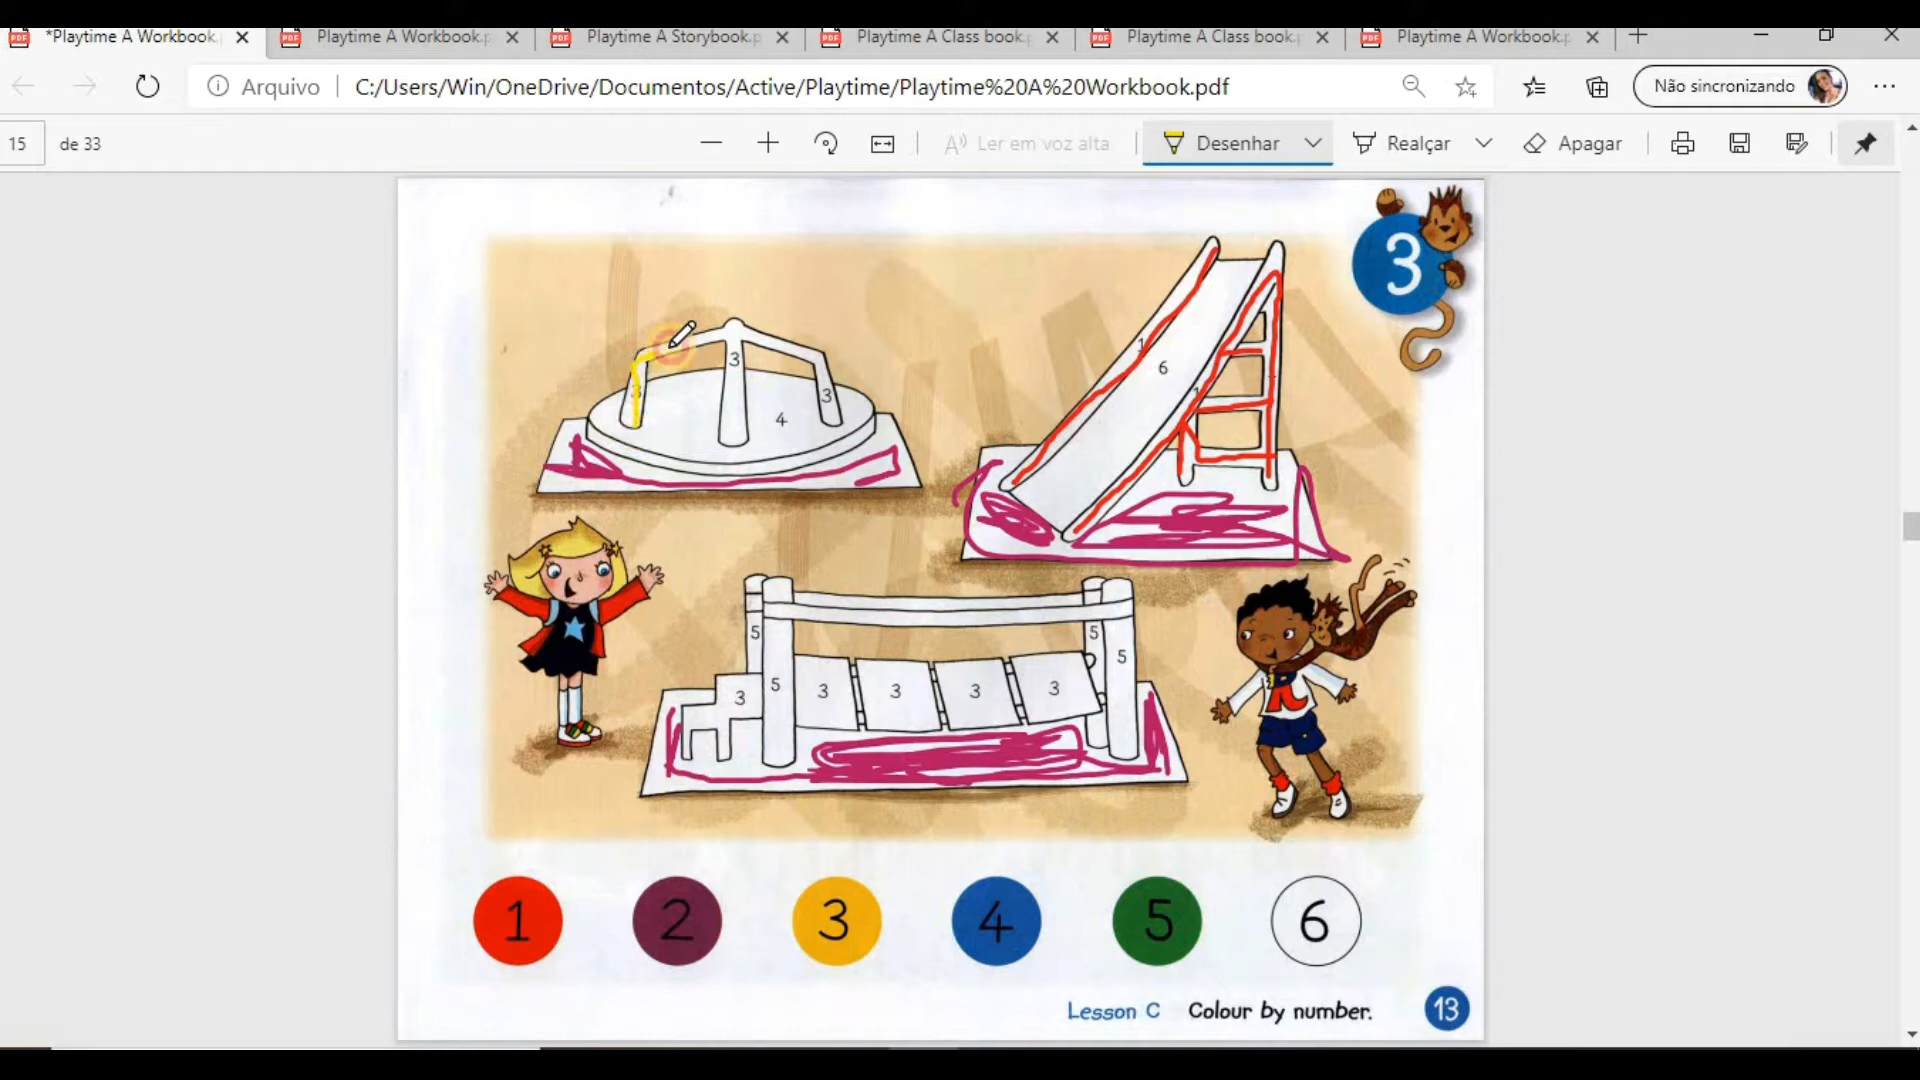 *Playtime A Workbook.
Playtime A Workbook.p
Playtime A Storybook.p
Playtime A Class book.
Playtime A Class book.
Playtime A Workbook.p
Arquivo
C:/Users/Win/OneDrive/Documentos/Active/Playtime/Playtime%20A%20Workbook.pdf
Não sincronizando
15 de 33
Ler em voz alta
Desenhar
Realçar
Apagar
3
3
3
3
4
1
6
1
5
5
5
5
3
3
3
3
3
1 2 3 4 5 6
Lesson C Colour by number. 13